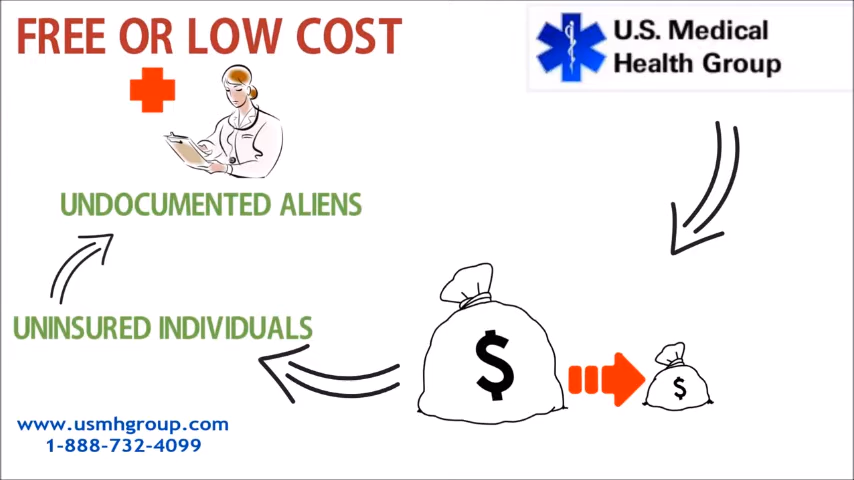 FREE OR LOW COST
U.S. Medical
Health Group
UNDOCUMENTED ALIENS
UNINSURED INDIVIDUALS
$
$
www.usmhgroup.com
1-888-732-4099